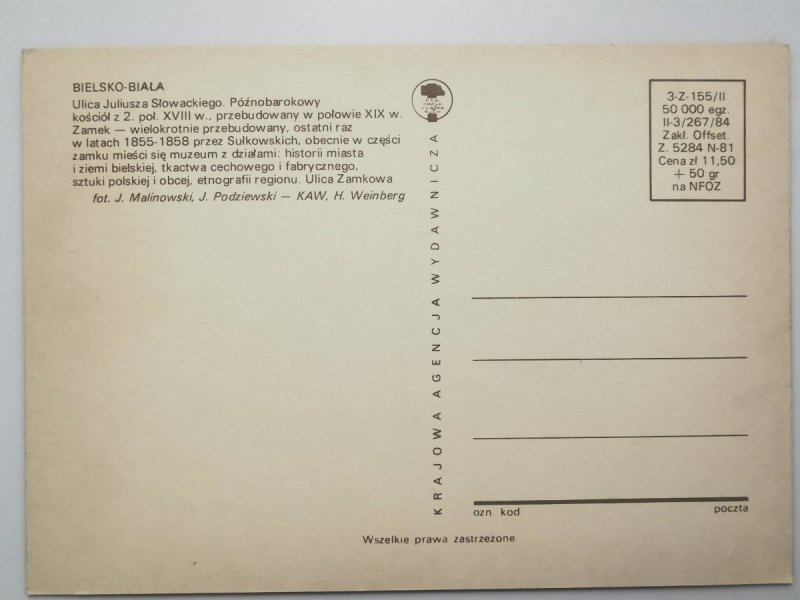 BIELSKO-BIAŁA
Ulica Juliusza Słowackiego. Późnobarokowy
kościół z 2. poł. XVIII w., przebudowany w połowie XIX w.
Zamek — wielokrotnie przebudowany, ostatni raz
w latach 1855-1858 przez Sułkowskich, obecnie w części
zamku mieści się muzeum z działami: historii miasta
i ziemi bielskiej, tkactwa cechowego i fabrycznego,
sztuki polskiej i obcej, etnografii regionu. Ulica Zamkowa
fot. J. Malinowski, J. Podziewski — KAW, H. Weinberg
KRAJOWA AGENCJA WYDAWNICZA
3-Z-155/II
50 000 egz.
II-3/267/84
Zakł. Offset.
Z. 5284 N-81
Cena zł 11,50
+ 50 gr
na NFOZ
ozn kod
poczta
Wszelkie prawa zastrzeżone